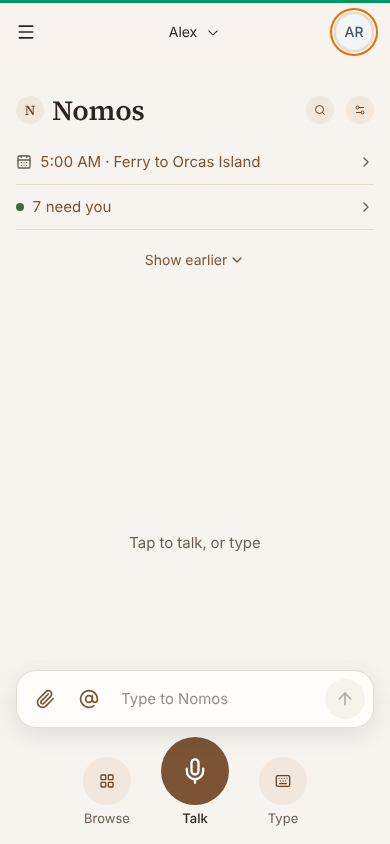 Alex
AR
N
Nomos
5:00 AM · Ferry to Orcas Island
7 need you
Show earlier
Tap to talk, or type
@
Type to Nomos
Browse
Talk
Type